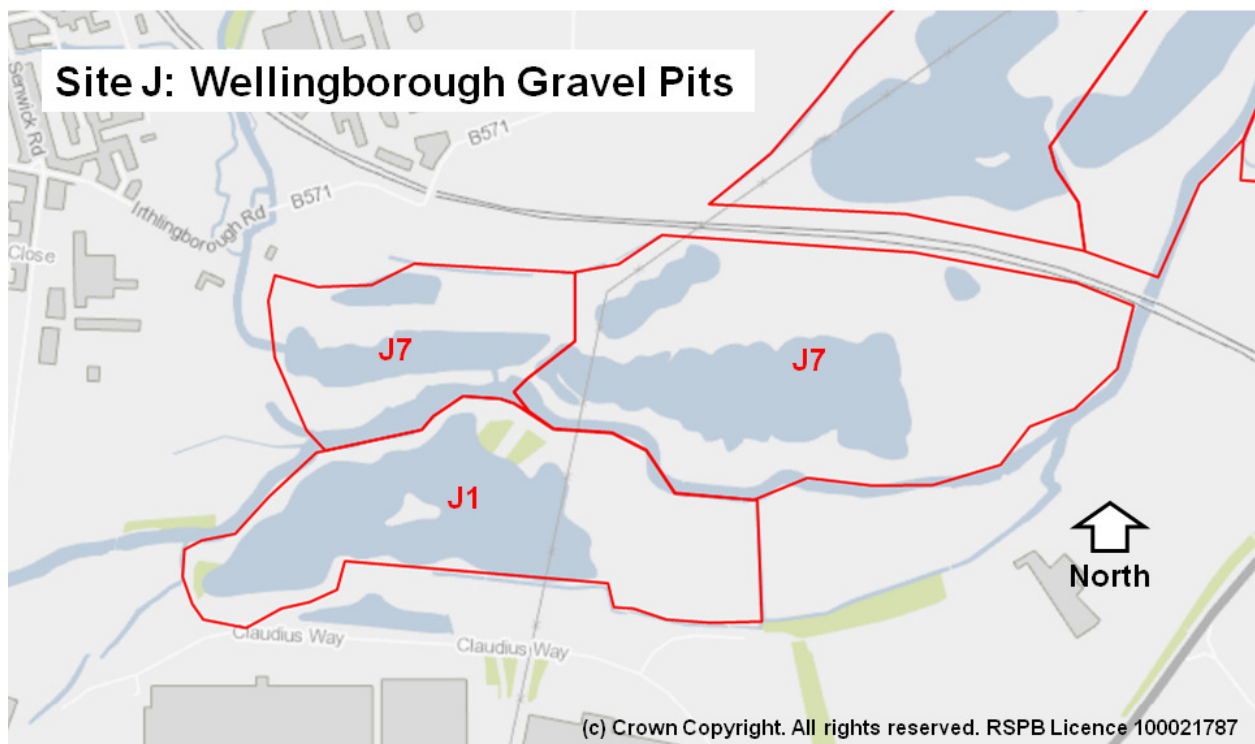 Site J: Wellingborough Gravel Pits
Senwick Rd
B571
B571
Irthlingborough Rd
Close
J7
J7
J1
North
Claudius Way
Claudius Way
(c) Crown Copyright. All rights reserved. RSPB Licence 100021787